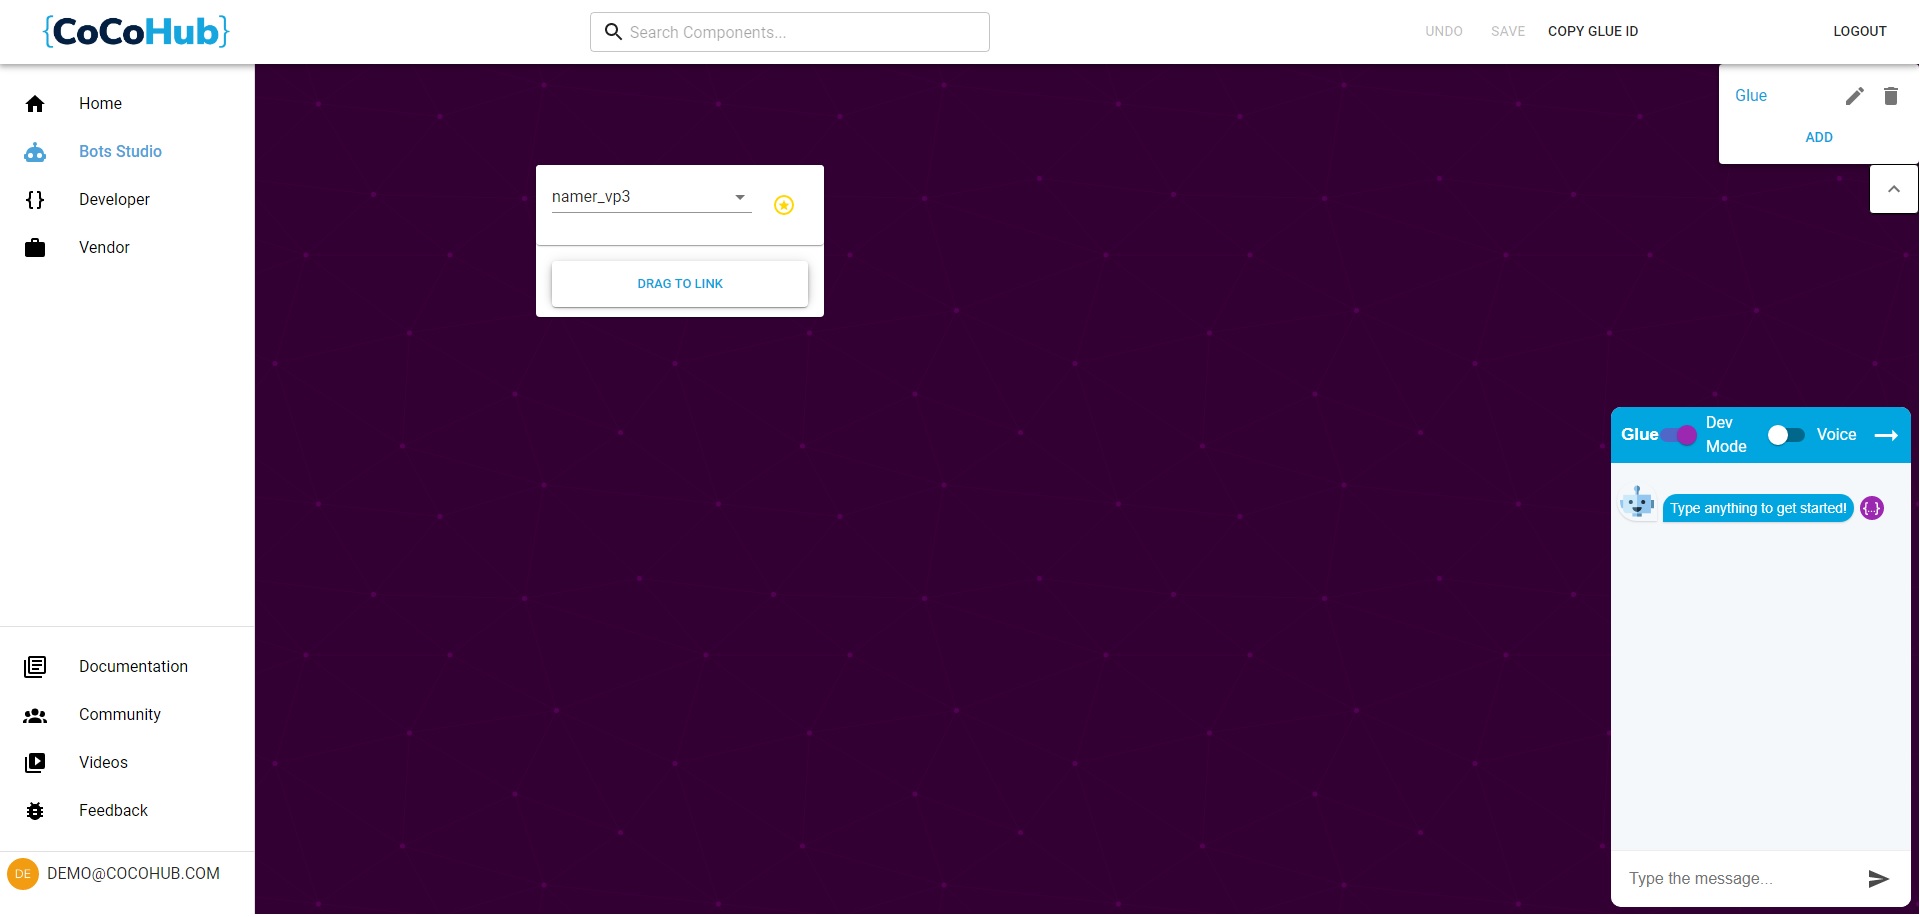 {CoCoHub}
Search Components...
UNDO
SAVE
COPY GLUE ID
LOGOUT
Home
Bots Studio
Developer
Vendor
Glue
ADD
namer_vp3
DRAG TO LINK
Glue
Dev
Mode
Voice
Type anything to get started!
{...}
Type the message...
Documentation
Community
Videos
Feedback
DE
DEMO@COCOHUB.COM